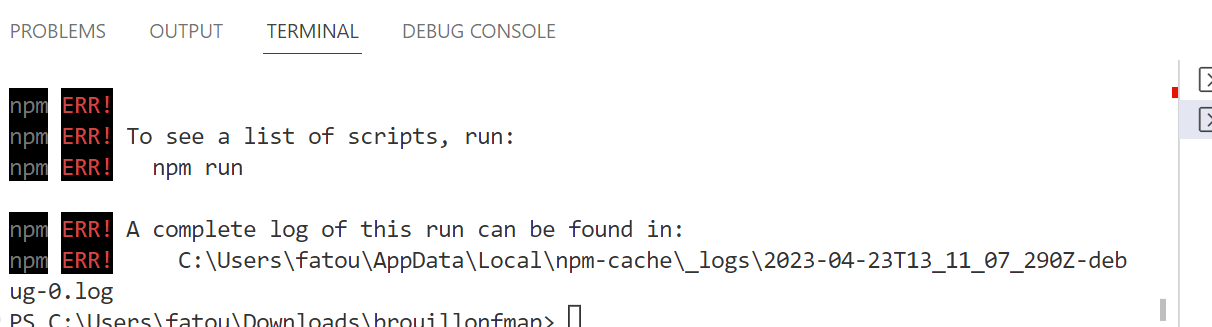 PROBLEMS OUTPUT TERMINAL DEBUG CONSOLE
npm ERR!
npm ERR! To see a list of scripts, run:
npm ERR!   npm run
npm ERR! A complete log of this run can be found in:
npm ERR!     C:\Users\fatou\AppData\Local\npm-cache\_logs\2023-04-23T13_11_07_290Z-deb
ug-0.log
PS C:\Users\fatou\Downloads\brouillonfmap>